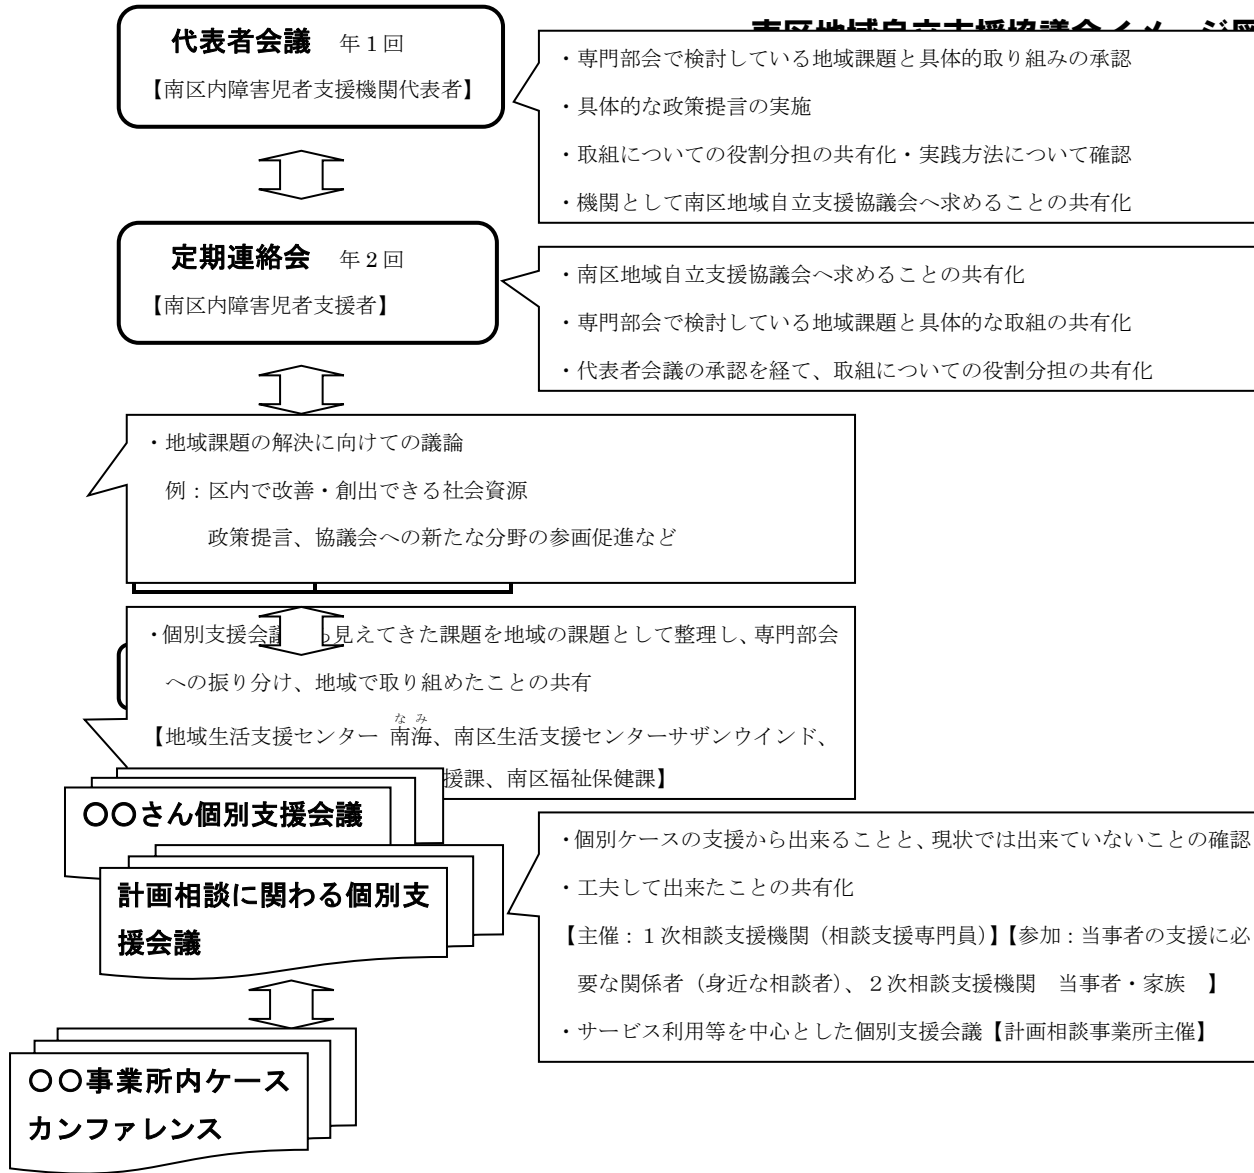 南区地域自立支援協議会イメージ図
代表者会議 年1回
【南区内障害児者支援機関代表者】
・専門部会で検討している地域課題と具体的取り組みの承認
・具体的な政策提言の実施
・取組についての役割分担の共有化・実践方法について確認
・機関として南区地域自立支援協議会へ求めることの共有化
定期連絡会 年2回
【南区内障害児者支援者】
・南区地域自立支援協議会へ求めることの共有化
・専門部会で検討している地域課題と具体的な取組の共有化
・代表者会議の承認を経て、取組についての役割分担の共有化
・地域課題の解決に向けての議論
例：区内で改善・創出できる社会資源
政策提言、協議会への新たな分野の参画促進など
・個別支援会 見えてきた課題を地域の課題として整理し、専門部会
への振り分け、地域で取り組めたことの共有
なみ
【地域生活支援センター 南海、南区生活支援センターサザンウインド、
援課、南区福祉保健課】
〇〇さん個別支援会議
計画相談に関わる個別支
援会議
・個別ケースの支援から出来ることと、現状では出来ていないことの確認
・工夫して出来たことの共有化
【主催：１次相談支援機関（相談支援専門員）】【参加：当事者の支援に必
要な関係者（身近な相談者）、２次相談支援機関 当事者・家族 】
・サービス利用等を中心とした個別支援会議【計画相談事業所主催】
〇〇事業所内ケース
カンファレンス